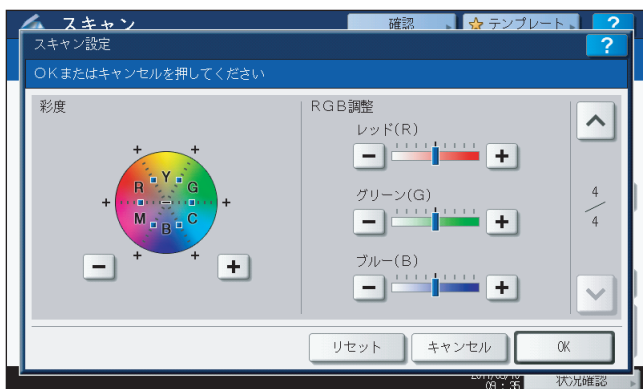 スキャン
確認
テンプレート
?
スキャン設定
?
OKまたはキャンセルを押してください
彩度
RGB調整
レッド(R)
グリーン(G)
ブルー(B)
R Y G
M B C
4
4
リセット
キャンセル
OK
09:35
状況確認